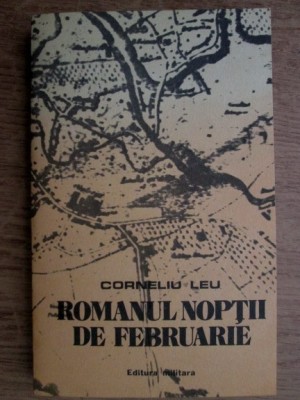 CORNELIU LEU
ROMANUL NOPȚII
DE FEBRUARIE
Editura militară